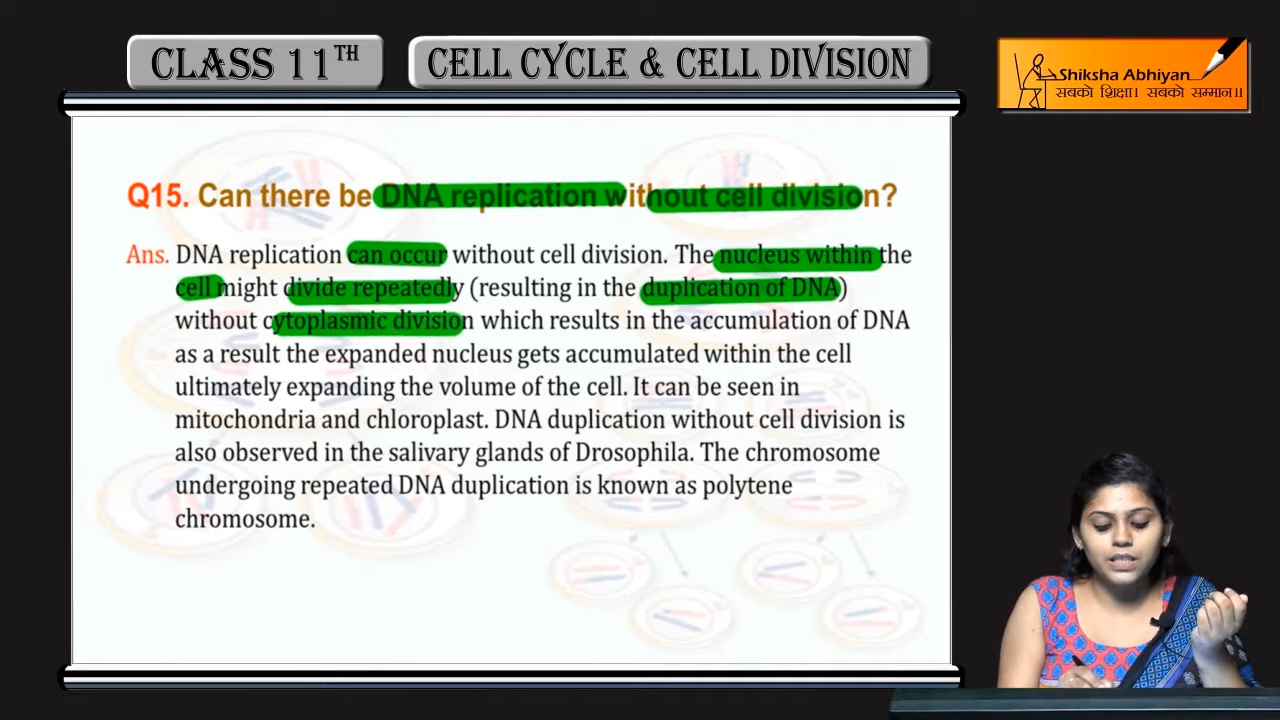 CLASS 11TH
CELL CYCLE & CELL DIVISION
Shiksha Abhiyan
सबको शिक्षा। सबको सम्मान।।
Q15. Can there be DNA replication without cell division?
Ans. DNA replication can occur without cell division. The nucleus within the
cell might divide repeatedly (resulting in the duplication of DNA)
without cytoplasmic division which results in the accumulation of DNA
as a result the expanded nucleus gets accumulated within the cell
ultimately expanding the volume of the cell. It can be seen in
mitochondria and chloroplast. DNA duplication without cell division is
also observed in the salivary glands of Drosophila. The chromosome
undergoing repeated DNA duplication is known as polytene
chromosome.